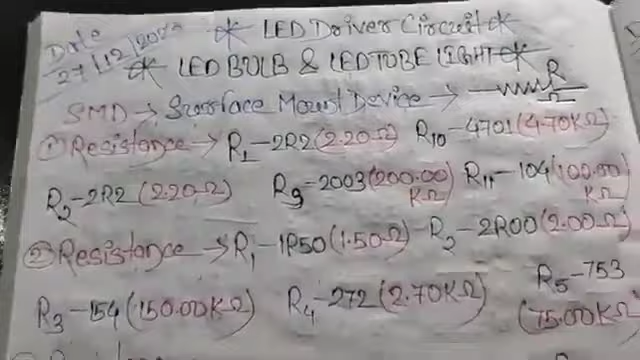 Date
27/12/2022 * LED Driver Circuit *
* LED BULB & LED TUBE LIGHT *
SMD → Surface Mount Device → R Ω
① Resistance → R1-2R2 (2.20Ω) R10-4701 (4.70KΩ)
R2-2R2 (2.20Ω) R9-2003 (200.00 KΩ) R11-104 (100.00 KΩ)
② Resistance → R1-1R50 (1.50Ω) R2-2R00 (2.00Ω)
R3-154 (150.00KΩ) R4-272 (2.70KΩ) R5-753 (75.00KΩ)